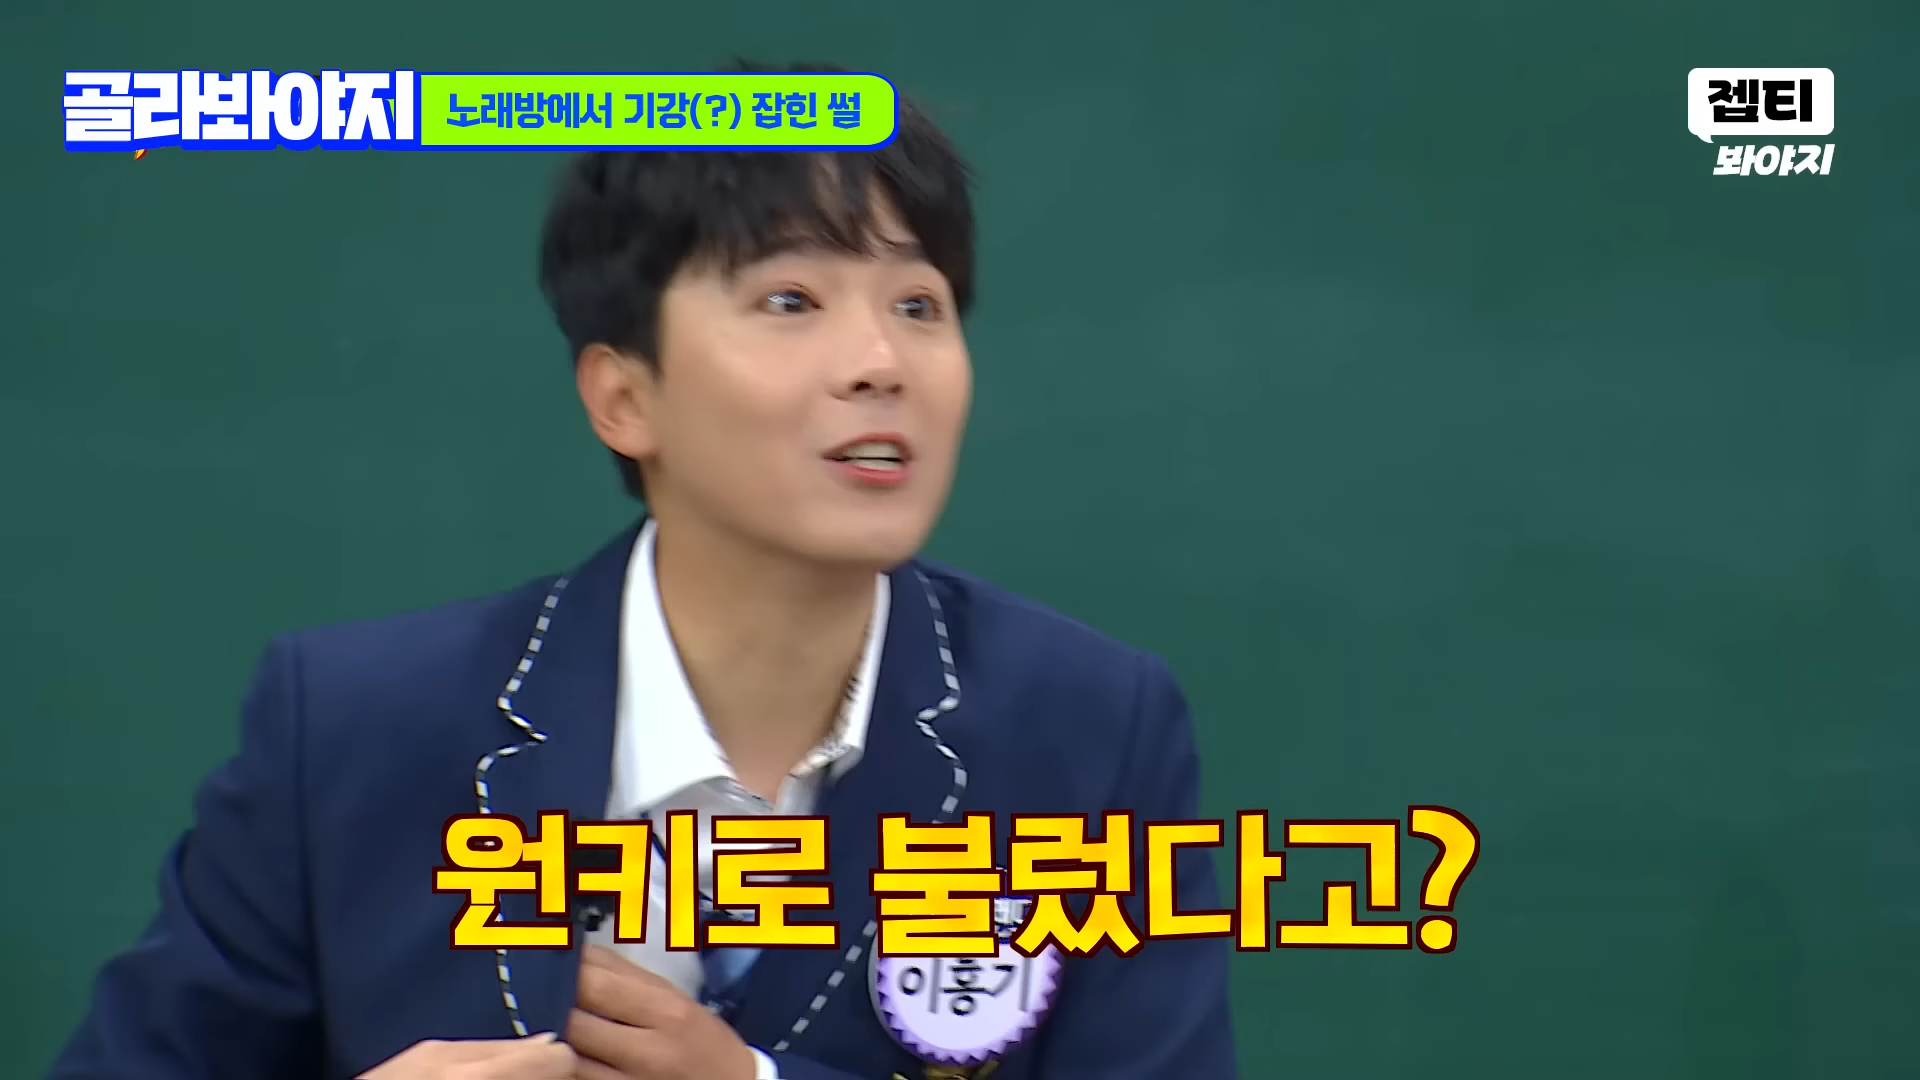 골라봐야지
노래방에서 기강(?) 잡힌 썰
젭티
봐야지
원키로 불렀다고?
이홍기